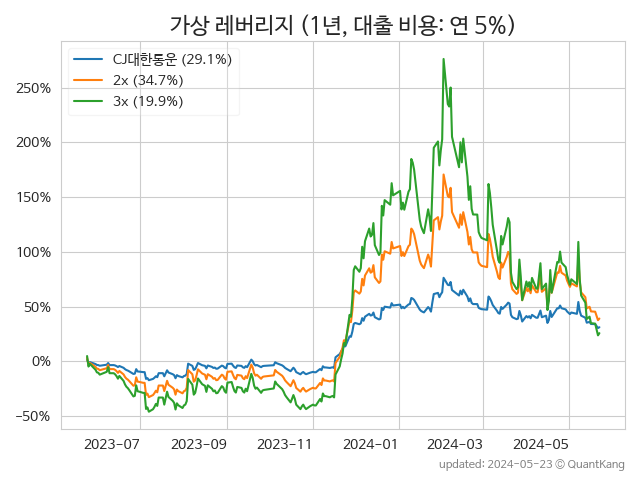 가상 레버리지 (1년, 대출 비용: 연 5%)
CJ대한통운 (29.1%)
2x (34.7%)
3x (19.9%)
250%
200%
150%
100%
50%
0%
−50%
2023-07
2023-09
2023-11
2024-01
2024-03
2024-05
updated: 2024-05-23 © QuantKang